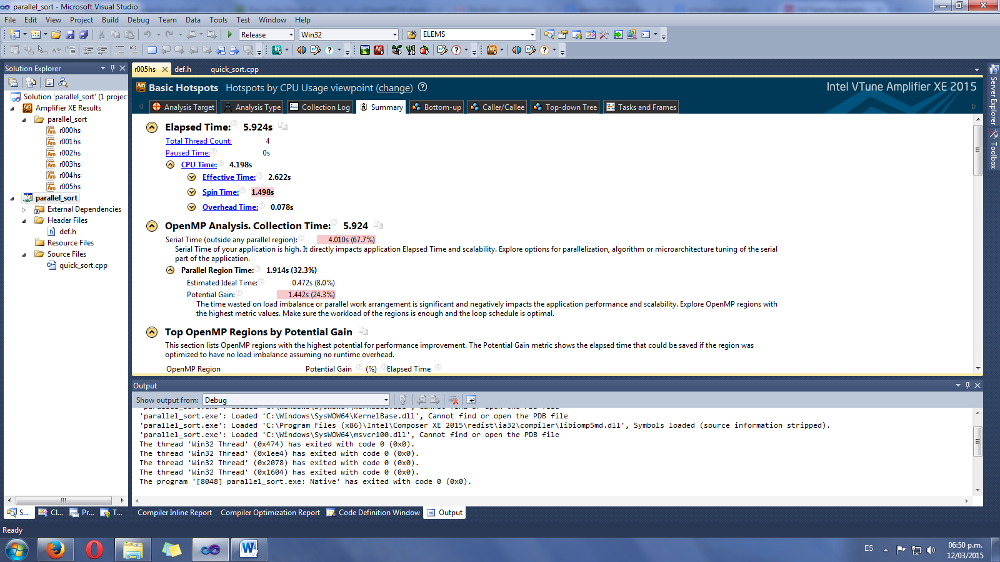 parallel_sort - Microsoft Visual Studio
File Edit View Project Build Debug Team Data Tools Test Window Help
Release Win32 ELEMS
Solution Explorer
Solution 'parallel_sort' (1 projec
Amplifier XE Results
parallel_sort
r000hs
r001hs
r002hs
r003hs
r004hs
r005hs
parallel_sort
External Dependencies
Header Files
def.h
Resource Files
Source Files
quick_sort.cpp
S... Cl... Pr... T...
r005hs def.h quick_sort.cpp
Basic Hotspots Hotspots by CPU Usage viewpoint (change)
Intel VTune Amplifier XE 2015
Analysis Target Analysis Type Collection Log Summary Bottom-up Caller/Callee Top-down Tree Tasks and Frames
Elapsed Time: 5.924s
Total Thread Count: 4
Paused Time: 0s
CPU Time: 4.198s
Effective Time: 2.622s
Spin Time: 1.498s
Overhead Time: 0.078s
OpenMP Analysis. Collection Time: 5.924
Serial Time (outside any parallel region): 4.010s (67.7%)
Serial Time of your application is high. It directly impacts application Elapsed Time and scalability. Explore options for parallelization, algorithm or microarchitecture tuning of the serial
part of the application.
Parallel Region Time: 1.914s (32.3%)
Estimated Ideal Time: 0.472s (8.0%)
Potential Gain: 1.442s (24.3%)
The time wasted on load imbalance or parallel work arrangement is significant and negatively impacts the application performance and scalability. Explore OpenMP regions with
the highest metric values. Make sure the workload of the regions is enough and the loop schedule is optimal.
Top OpenMP Regions by Potential Gain
This section lists OpenMP regions with the highest potential for performance improvement. The Potential Gain metric shows the elapsed time that could be saved if the region was
optimized to have no load imbalance assuming no runtime overhead.
OpenMP Region Potential Gain (%) Elapsed Time
Server Explorer
Toolbox
Output
Show output from: Debug
'parallel_sort.exe': Loaded 'C:\Windows\SysWOW64\kernel32.dll', Cannot find or open the PDB file
'parallel_sort.exe': Loaded 'C:\Windows\SysWOW64\KernelBase.dll', Cannot find or open the PDB file
'parallel_sort.exe': Loaded 'C:\Program Files (x86)\Intel\Composer XE 2015\redist\ia32\compiler\libiomp5md.dll', Symbols loaded (source information stripped).
'parallel_sort.exe': Loaded 'C:\Windows\SysWOW64\msvcr100.dll', Cannot find or open the PDB file
The thread 'Win32 Thread' (0x474) has exited with code 0 (0x0).
The thread 'Win32 Thread' (0x1ee4) has exited with code 0 (0x0).
The thread 'Win32 Thread' (0x2078) has exited with code 0 (0x0).
The thread 'Win32 Thread' (0x1604) has exited with code 0 (0x0).
The program '[8048] parallel_sort.exe: Native' has exited with code 0 (0x0).
Compiler Inline Report Compiler Optimization Report Code Definition Window Output
Ready
ES
06:50 p.m.
12/03/2015